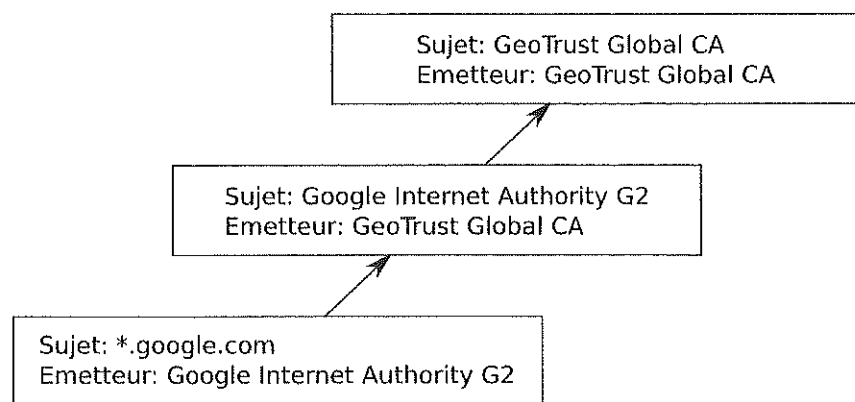 Sujet: GeoTrust Global CA
Emetteur: GeoTrust Global CA
Sujet: Google Internet Authority G2
Emetteur: GeoTrust Global CA
Sujet: *.google.com
Emetteur: Google Internet Authority G2